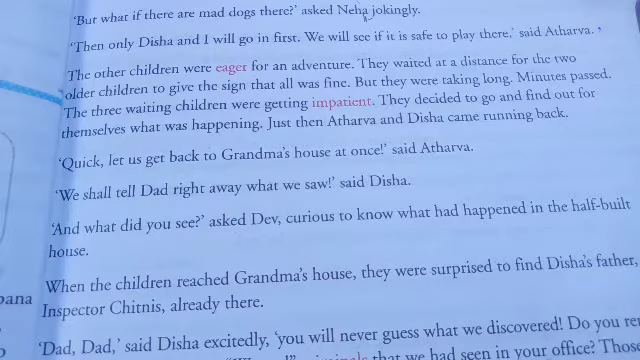 'But what if there are mad dogs there?' asked Neha jokingly.
'Then only Disha and I will go in first. We will see if it is safe to play there.' said Atharva.
The other children were eager for an adventure. They waited at a distance for the two
older children to give the sign that all was fine. But they were taking long. Minutes passed.
The three waiting children were getting impatient. They decided to go and find out for
themselves what was happening. Just then Atharva and Disha came running back.
'Quick, let us get back to Grandma's house at once!' said Atharva.
'We shall tell Dad right away what we saw!' said Disha.
'And what did you see?' asked Dev, curious to know what had happened in the half-built
house.
When the children reached Grandma's house, they were surprised to find Disha's father,
Inspector Chitnis, already there.
'Dad, Dad,' said Disha excitedly, 'you will never guess what we discovered! Do you
that we had seen in your office? Those